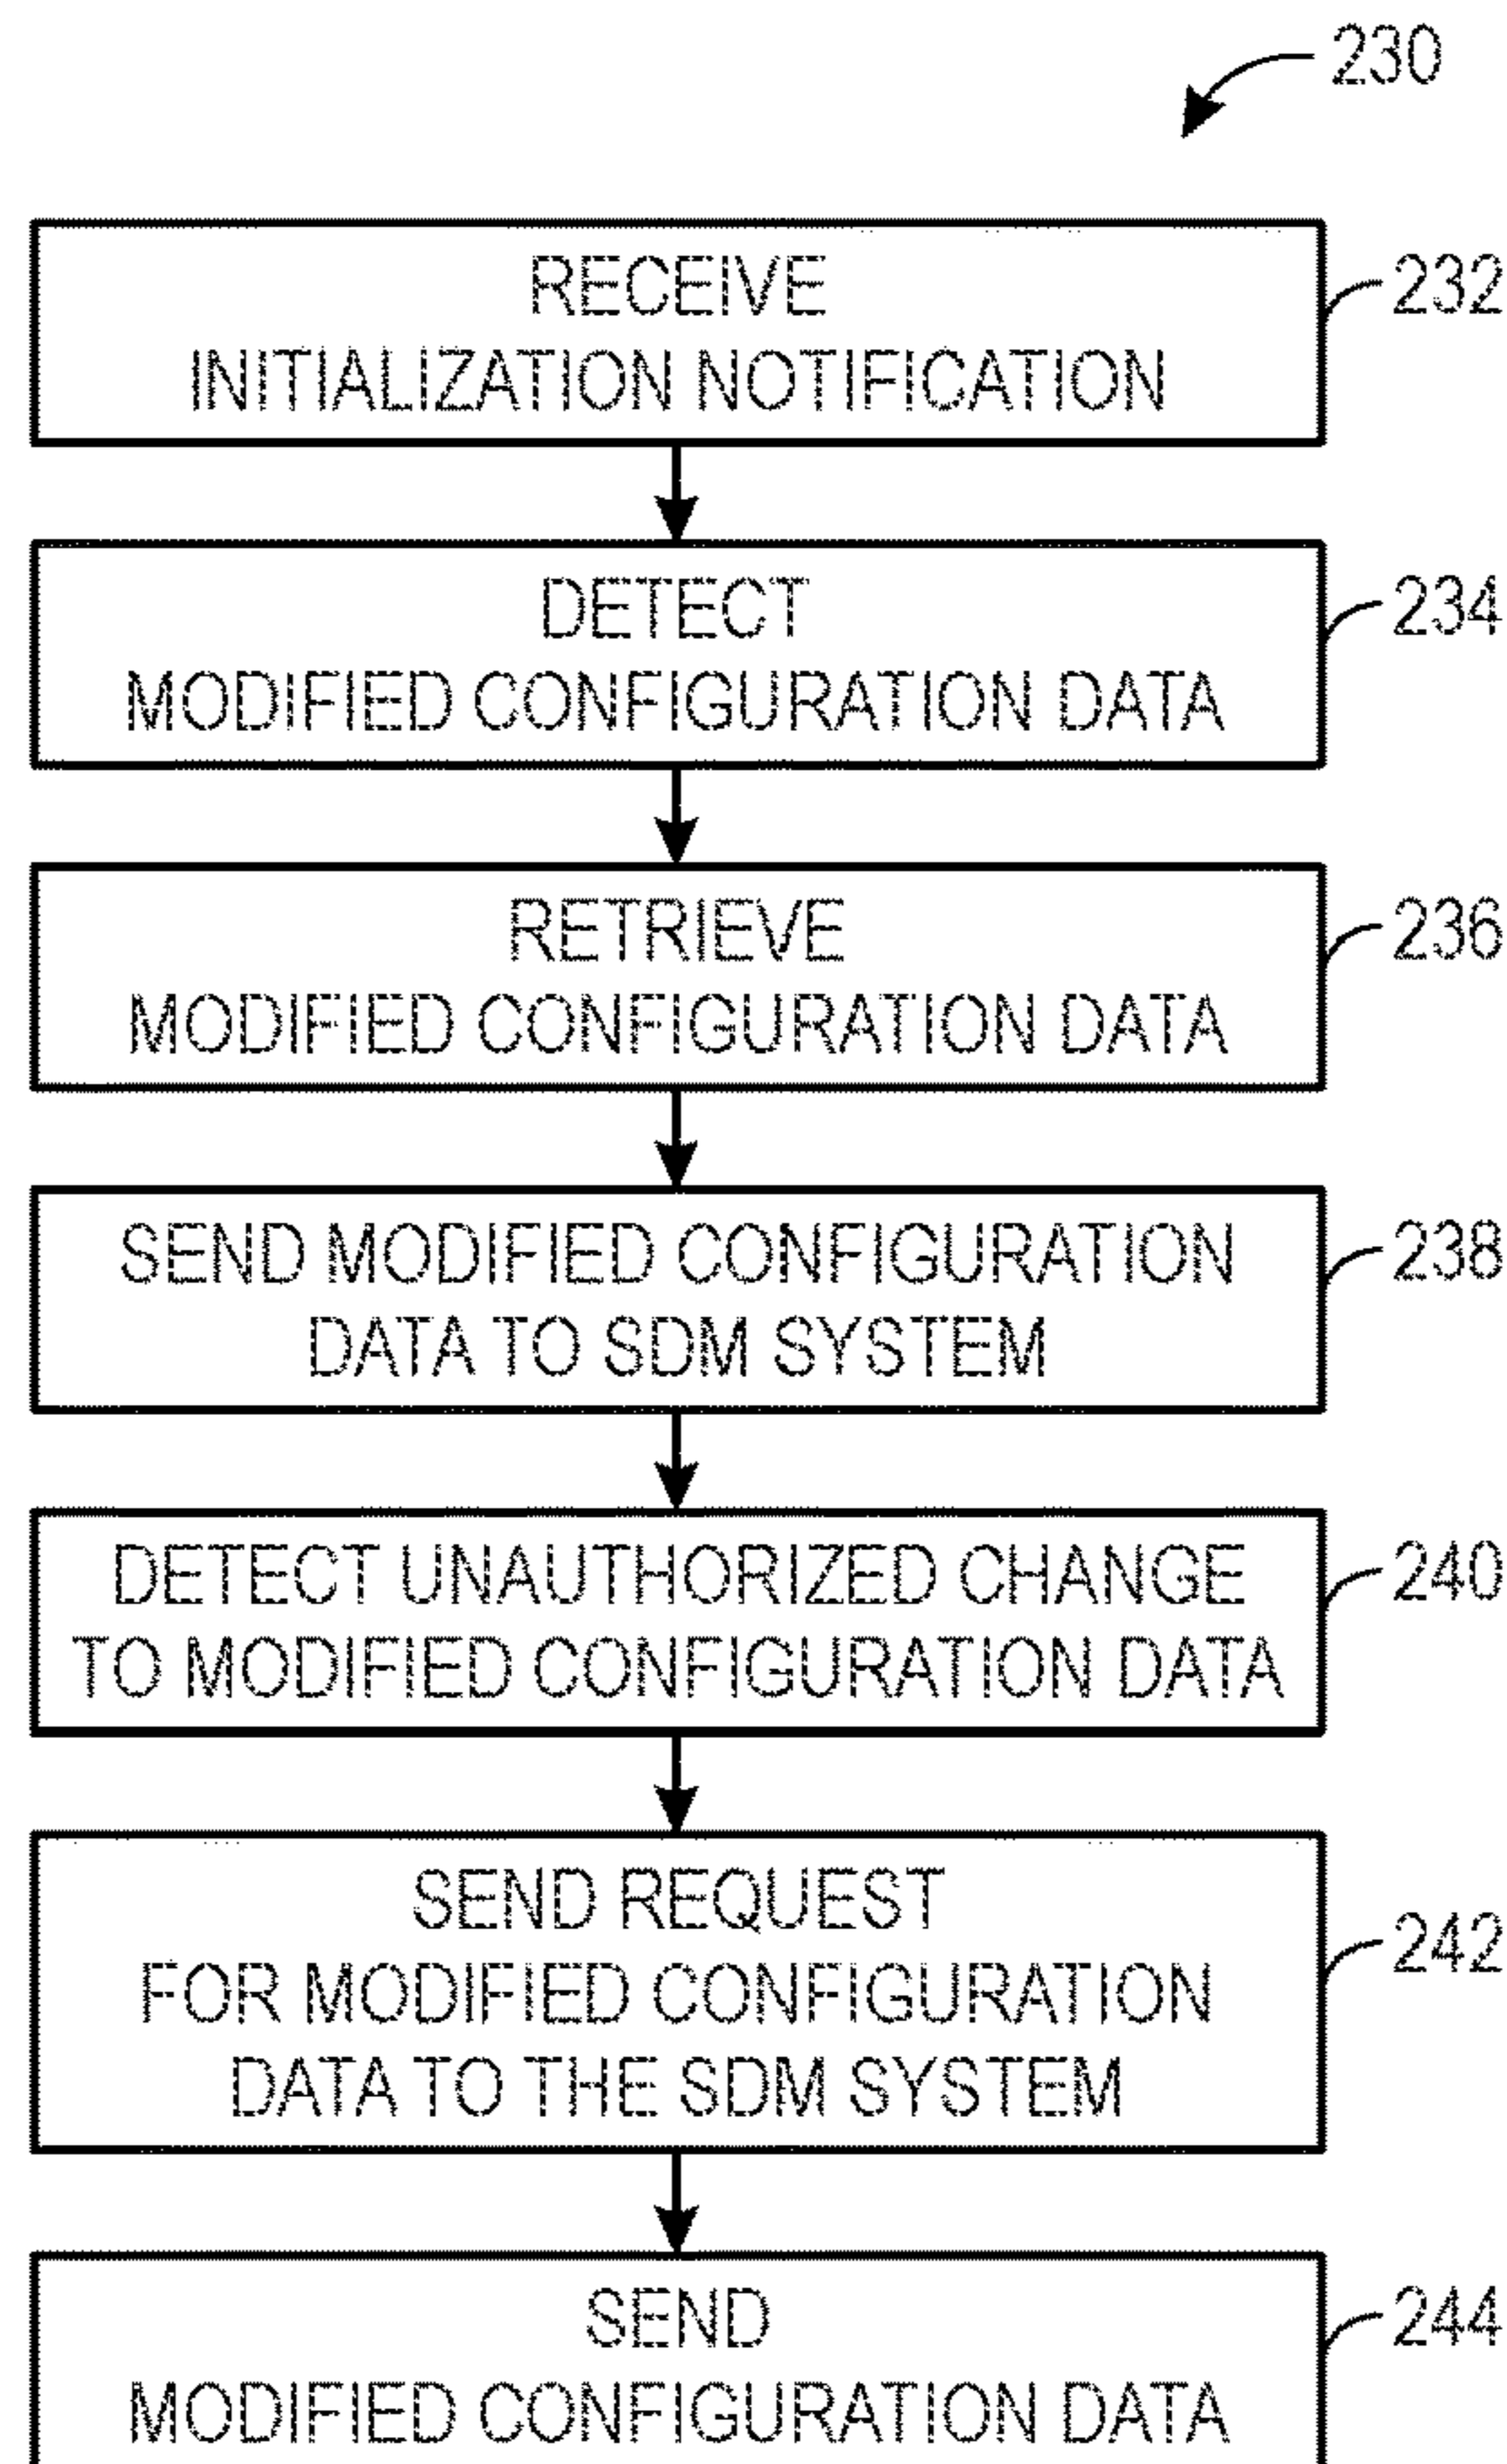 230
RECEIVE
INITIALIZATION NOTIFICATION
232
DETECT
MODIFIED CONFIGURATION DATA
234
RETRIEVE
MODIFIED CONFIGURATION DATA
236
SEND MODIFIED CONFIGURATION
DATA TO SDM SYSTEM
238
DETECT UNAUTHORIZED CHANGE
TO MODIFIED CONFIGURATION DATA
240
SEND REQUEST
FOR MODIFIED CONFIGURATION
DATA TO THE SDM SYSTEM
242
SEND
MODIFIED CONFIGURATION DATA
244